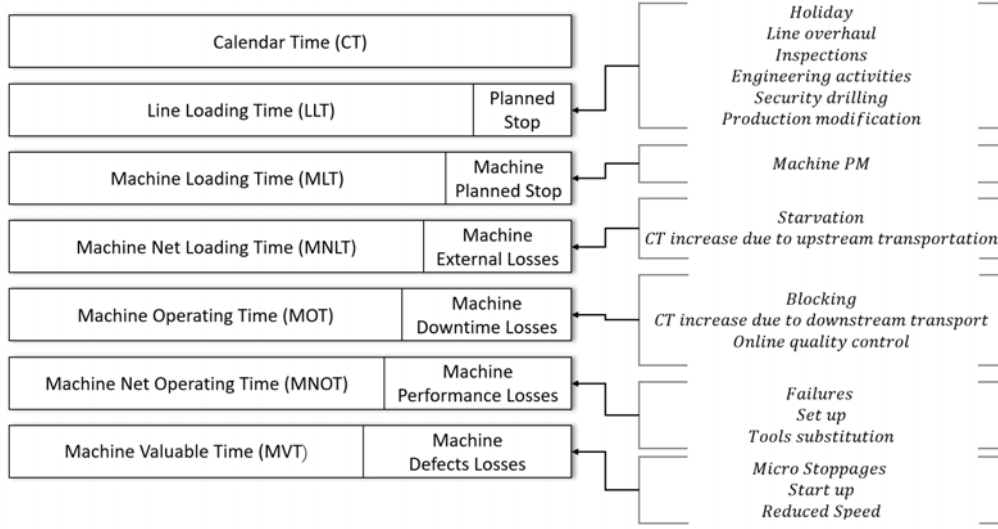 Calendar Time (CT)
Line Loading Time (LLT)
Planned
Stop
Machine Loading Time (MLT)
Machine
Planned Stop
Machine Net Loading Time (MNLT)
Machine
External Losses
Machine Operating Time (MOT)
Machine
Downtime Losses
Machine Net Operating Time (MNOT)
Machine
Performance Losses
Machine Valuable Time (MVT)
Machine
Defects Losses
Holiday
Line overhaul
Inspections
Engineering activities
Security drilling
Production modification
Machine PM
Starvation
CT increase due to upstream transportation
Blocking
CT increase due to downstream transport
Online quality control
Failures
Set up
Tools substitution
Micro Stoppages
Start up
Reduced Speed